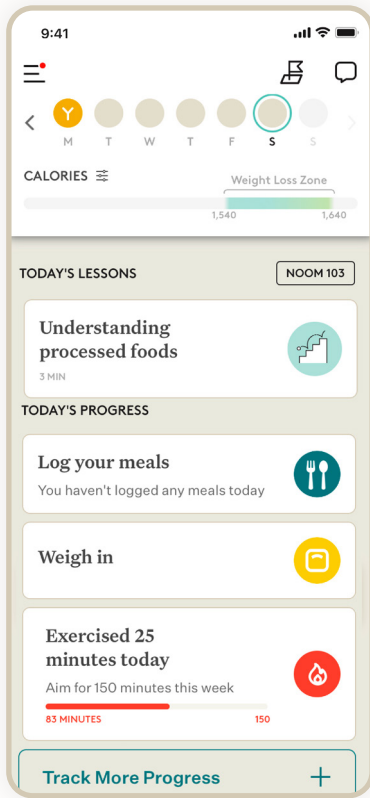 9:41
Y
M T W T F S S
CALORIES
Weight Loss Zone
1,540 1,640
TODAY'S LESSONS
NOOM 103
Understanding
processed foods
3 MIN
TODAY'S PROGRESS
Log your meals
You haven't logged any meals today
Weigh in
Exercised 25
minutes today
Aim for 150 minutes this week
83 MINUTES 150
Track More Progress +